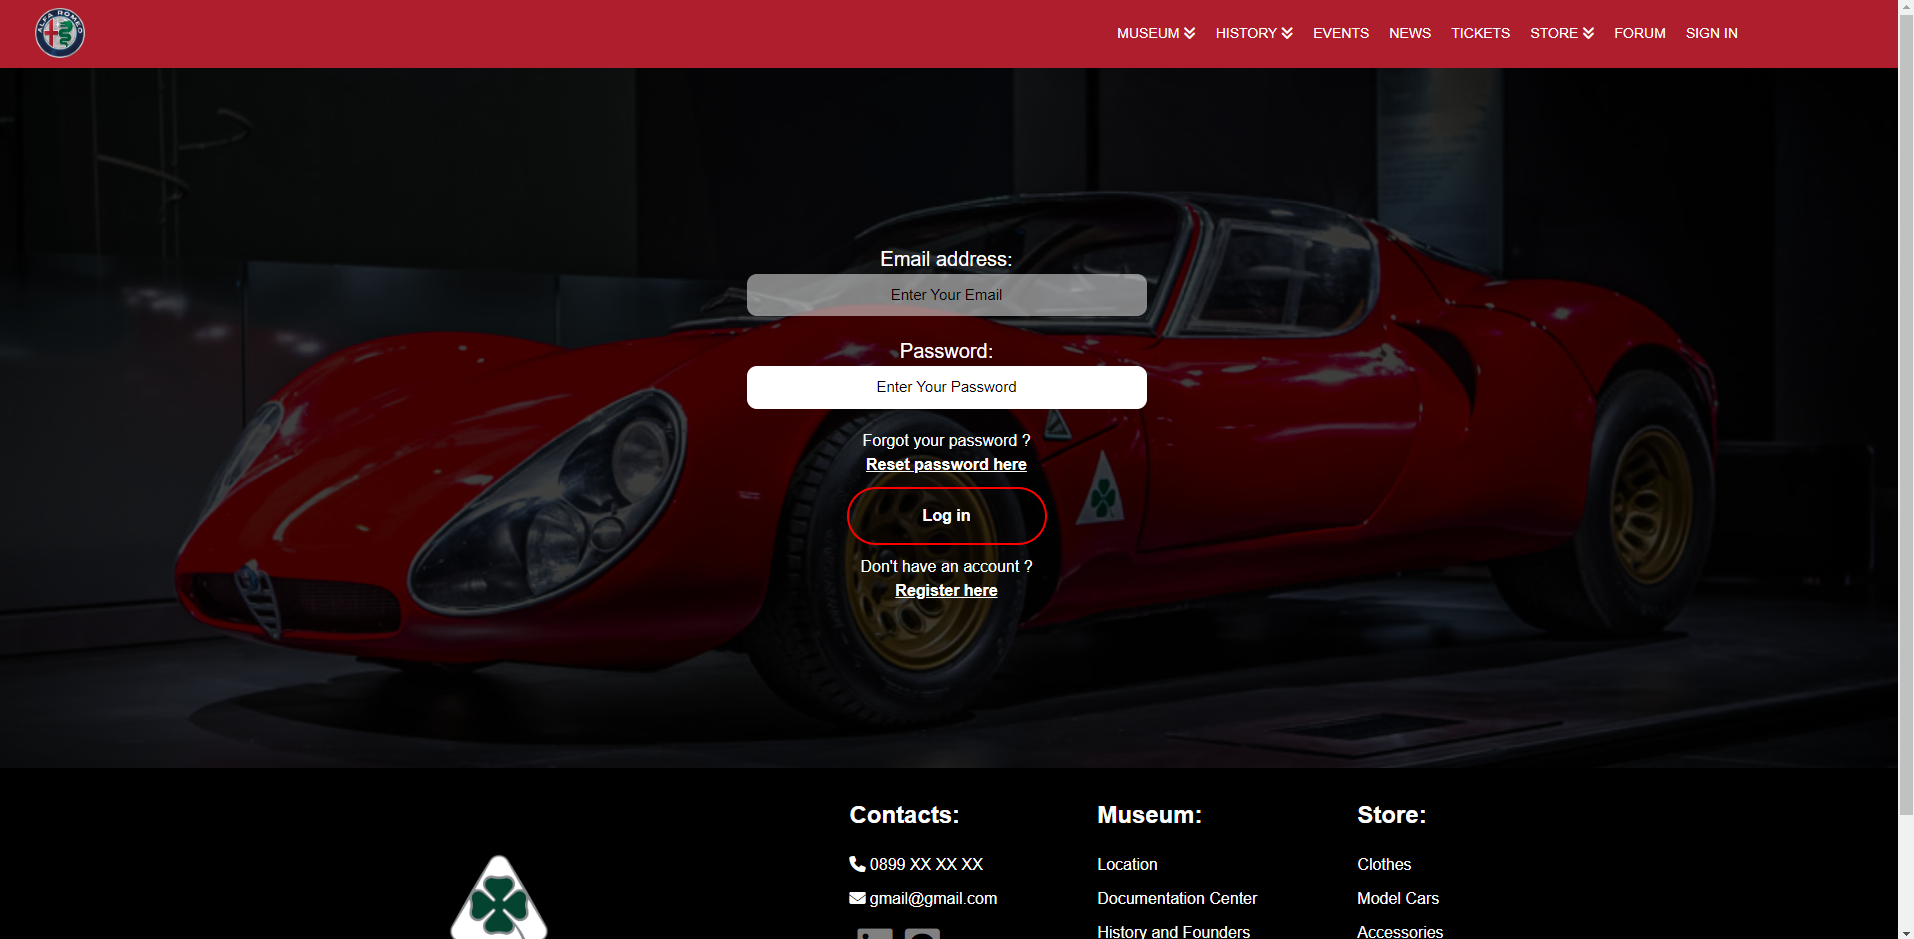 ALFA ROMEO
MUSEUM
HISTORY
EVENTS
NEWS
TICKETS
STORE
FORUM
SIGN IN
Email address:
Enter Your Email
Password:
Enter Your Password
Forgot your password ?
Reset password here
Log in
Don't have an account ?
Register here
Contacts:
0899 XX XX XX
gmail@gmail.com
Museum:
Location
Documentation Center
History and Founders
Store:
Clothes
Model Cars
Accessories